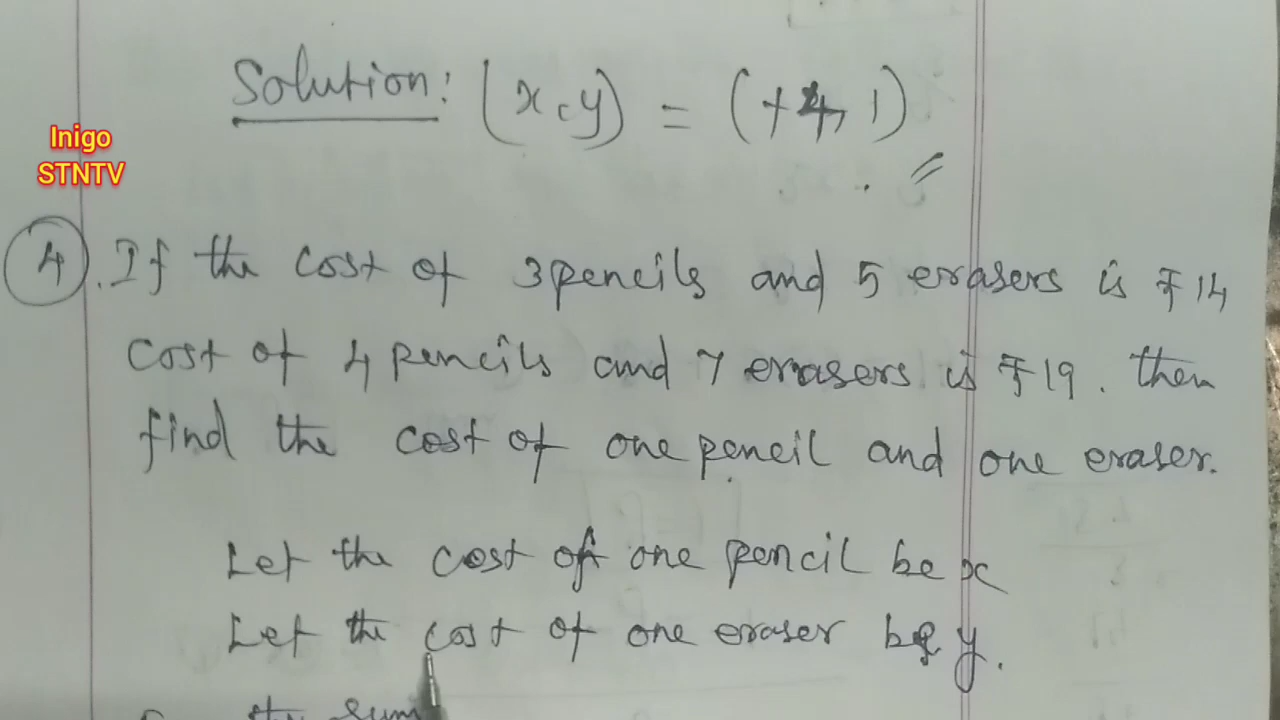 Solution: (x, y) = (+4, 1)
Inigo
STNTV
4. If the cost of 3 pencils and 5 erasers is ₹14
cost of 4 pencils and 7 erasers is ₹19. then
find the cost of one pencil and one eraser.
Let the cost of one pencil be x
Let the cost of one eraser be y.
the sum